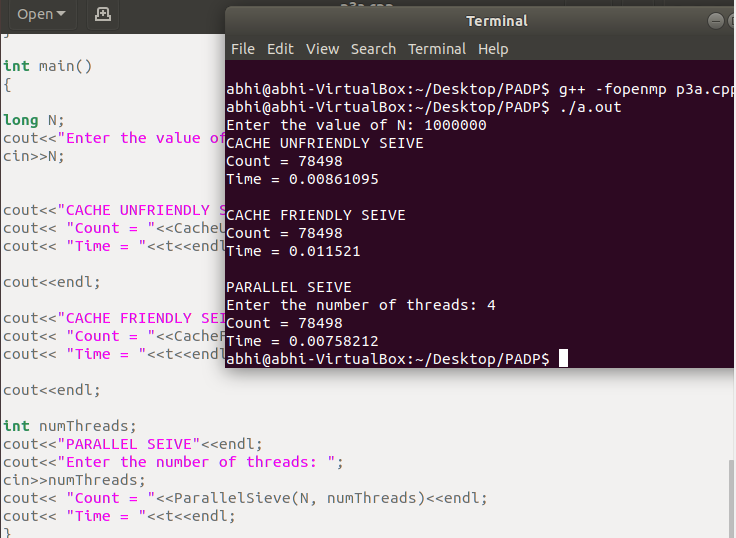 Open
int main()
{
long N;
cout<<"Enter the value of
cin>>N;
cout<<"CACHE UNFRIENDLY S
cout<< "Count = "<<Cache
cout<< "Time = "<<t<<endl
cout<<endl;
cout<<"CACHE FRIENDLY SEI
cout<< "Count = "<<Cache
cout<< "Time = "<<t<<endl
cout<<endl;
int numThreads;
cout<<"PARALLEL SEIVE"<<endl;
cout<<"Enter the number of threads: ";
cin>>numThreads;
cout<< "Count = "<<ParallelSieve(N, numThreads)<<endl;
cout<< "Time = "<<t<<endl;
}
Terminal
File Edit View Search Terminal Help
abhi@abhi-VirtualBox:~/Desktop/PADP$ g++ -fopenmp p3a.cpp
abhi@abhi-VirtualBox:~/Desktop/PADP$ ./a.out
Enter the value of N: 1000000
CACHE UNFRIENDLY SEIVE
Count = 78498
Time = 0.00861095
CACHE FRIENDLY SEIVE
Count = 78498
Time = 0.011521
PARALLEL SEIVE
Enter the number of threads: 4
Count = 78498
Time = 0.00758212
abhi@abhi-VirtualBox:~/Desktop/PADP$